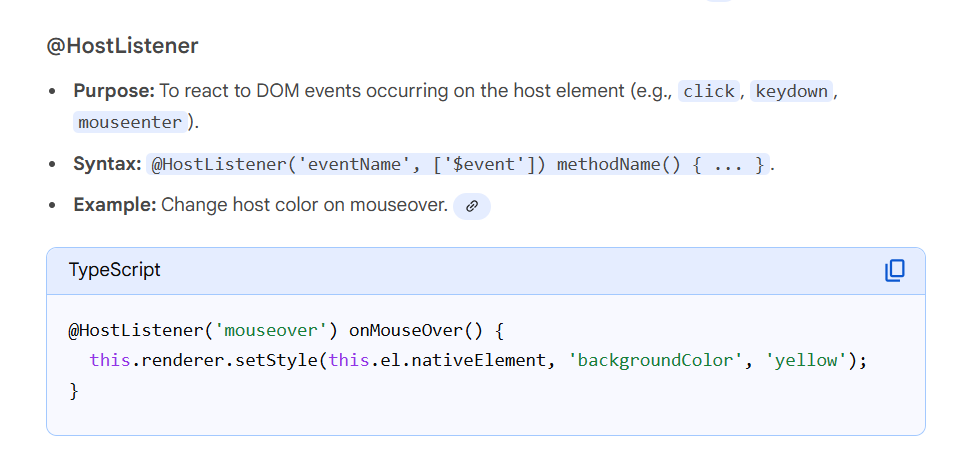 @HostListener
• Purpose: To react to DOM events occurring on the host element (e.g., click, keydown,
mouseenter).
• Syntax: @HostListener('eventName', ['$event']) methodName() { ... }.
• Example: Change host color on mouseover.
TypeScript
@HostListener('mouseover') onMouseOver() {
  this.renderer.setStyle(this.el.nativeElement, 'backgroundColor', 'yellow');
}